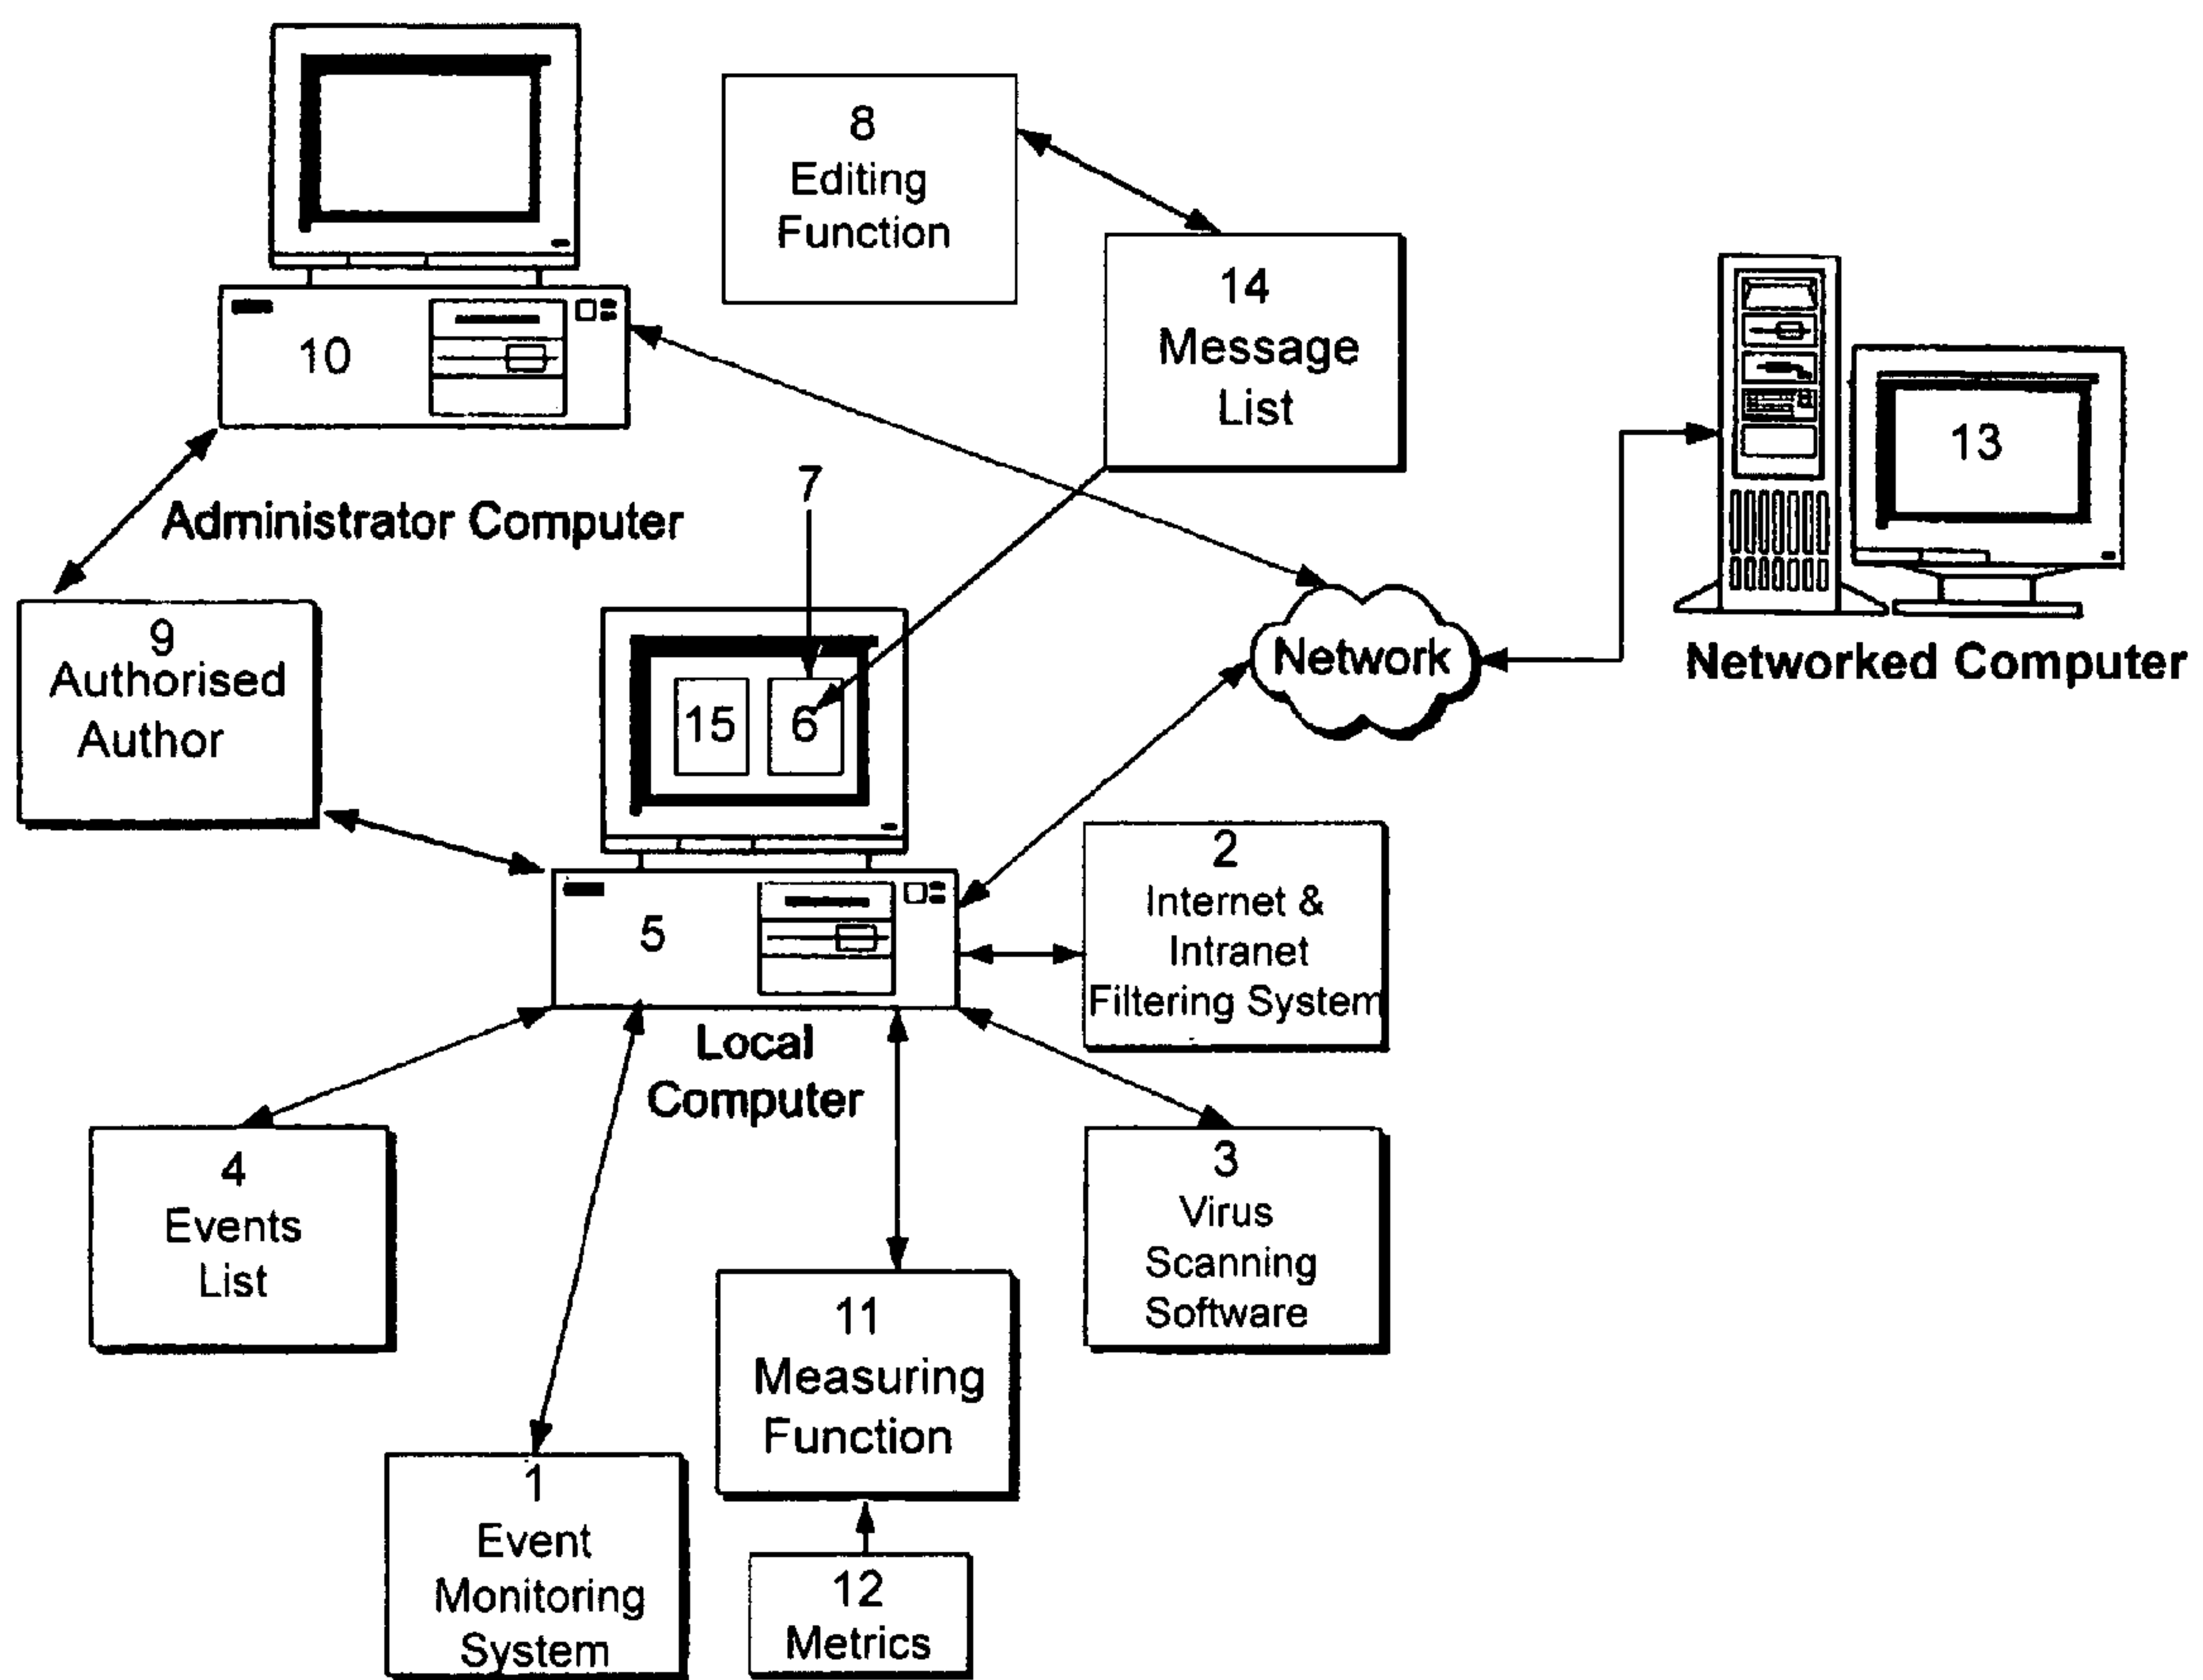 8
Editing
Function
14
Message
List
10
Administrator Computer
7
13
Networked Computer
9
Authorised
Author
15
6
Network
5
Local
Computer
2
Internet &
Intranet
Filtering System
4
Events
List
3
Virus
Scanning
Software
11
Measuring
Function
1
Event
Monitoring
System
12
Metrics